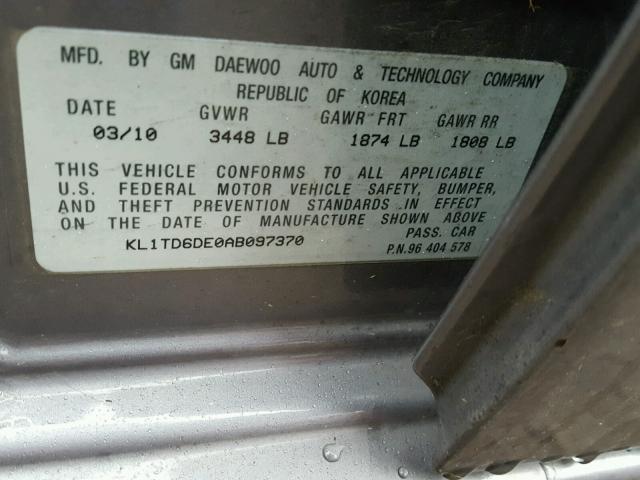 MFD. BY GM DAEWOO AUTO & TECHNOLOGY COMPANY
REPUBLIC OF KOREA
DATE GVWR GAWR FRT GAWR RR
03/10 3448 LB 1874 LB 1808 LB
THIS VEHICLE CONFORMS TO ALL APPLICABLE
U.S. FEDERAL MOTOR VEHICLE SAFETY, BUMPER,
AND THEFT PREVENTION STANDARDS IN EFFECT
ON THE DATE OF MANUFACTURE SHOWN ABOVE
PASS. CAR
KL1TD6DE0AB097370 P.N.96 404 578